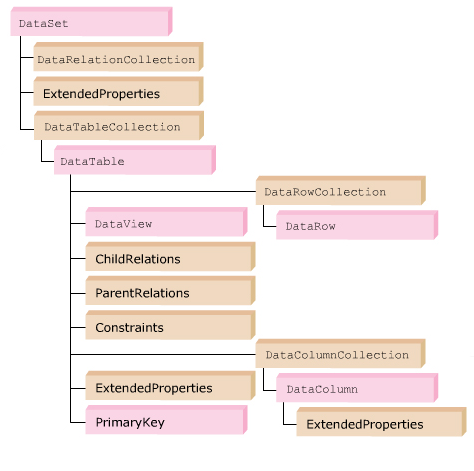 DataSet
DataRelationCollection
ExtendedProperties
DataTableCollection
DataTable
DataRowCollection
DataView
DataRow
ChildRelations
ParentRelations
Constraints
DataColumnCollection
ExtendedProperties
DataColumn
PrimaryKey
ExtendedProperties